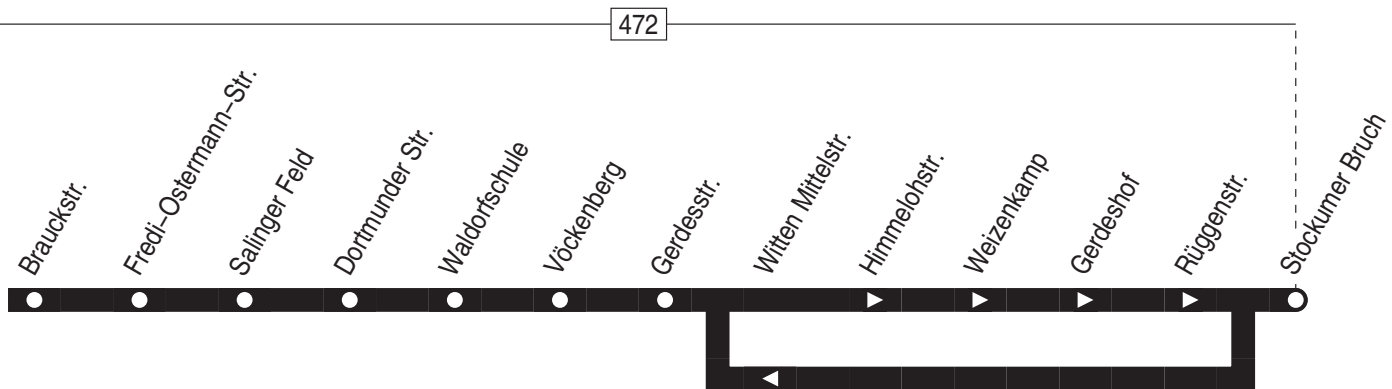 472
Brauckstr.
Fredi–Ostermann–Str.
Salinger Feld
Dortmunder Str.
Waldorfschule
Vöckenberg
Gerdesstr.
Witten Mittelstr.
Himmelohstr.
Weizenkamp
Gerdeshof
Rüggenstr.
Stockumer Bruch